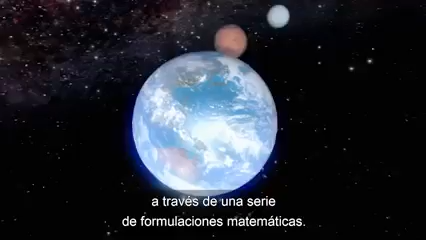 a través de una serie
de formulaciones matemáticas.